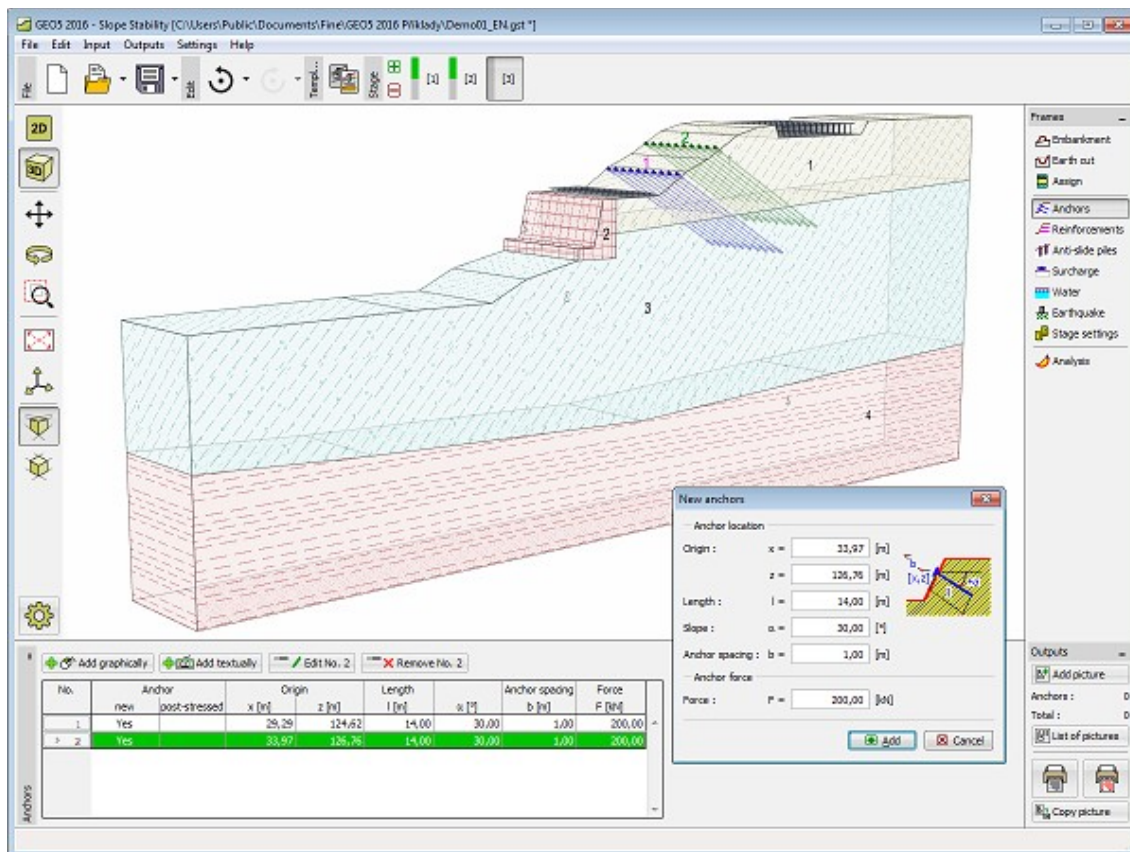 GEO5 2016 - Slope Stability [C:\Users\Public\Documents\Fine\GEO5 2016 Příklady\Demo01_EN.gst *]
File Edit Input Outputs Settings Help
File Edit Templ... Stage [1] [2] [3]
2D
3D
Frames
Embankment
Earth cut
Assign
Anchors
Reinforcements
Anti-slide piles
Surcharge
Water
Earthquake
Stage settings
Analysis
2
1
1
2
3
4
New anchors
Anchor location
Origin : x = 33,97 [m]
z = 126,76 [m]
Length : l = 14,00 [m]
Slope : α = 30,00 [°]
Anchor spacing : b = 1,00 [m]
Anchor force
Force : F = 200,00 [kN]
Add Cancel
b
[x,z]
l
+α
Add graphically Add textually Edit No. 2 Remove No. 2
No. Anchor Origin Length Anchor spacing Force
new post-stressed x [m] z [m] l [m] α [°] b [m] F [kN]
1 Yes 29,29 124,62 14,00 30,00 1,00 200,00
2 Yes 33,97 126,76 14,00 30,00 1,00 200,00
Anchors
Outputs
Add picture
Anchors : 0
Total : 0
List of pictures
Copy picture